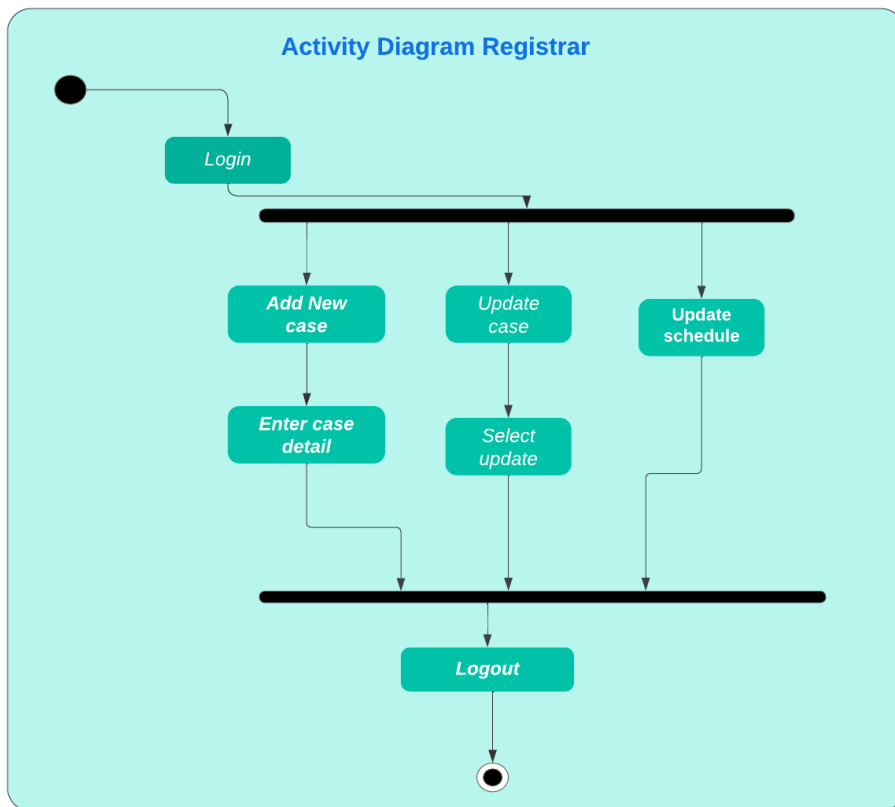 Activity Diagram Registrar
Login
Add New
case
Update
case
Update
schedule
Enter case
detail
Select
update
Logout